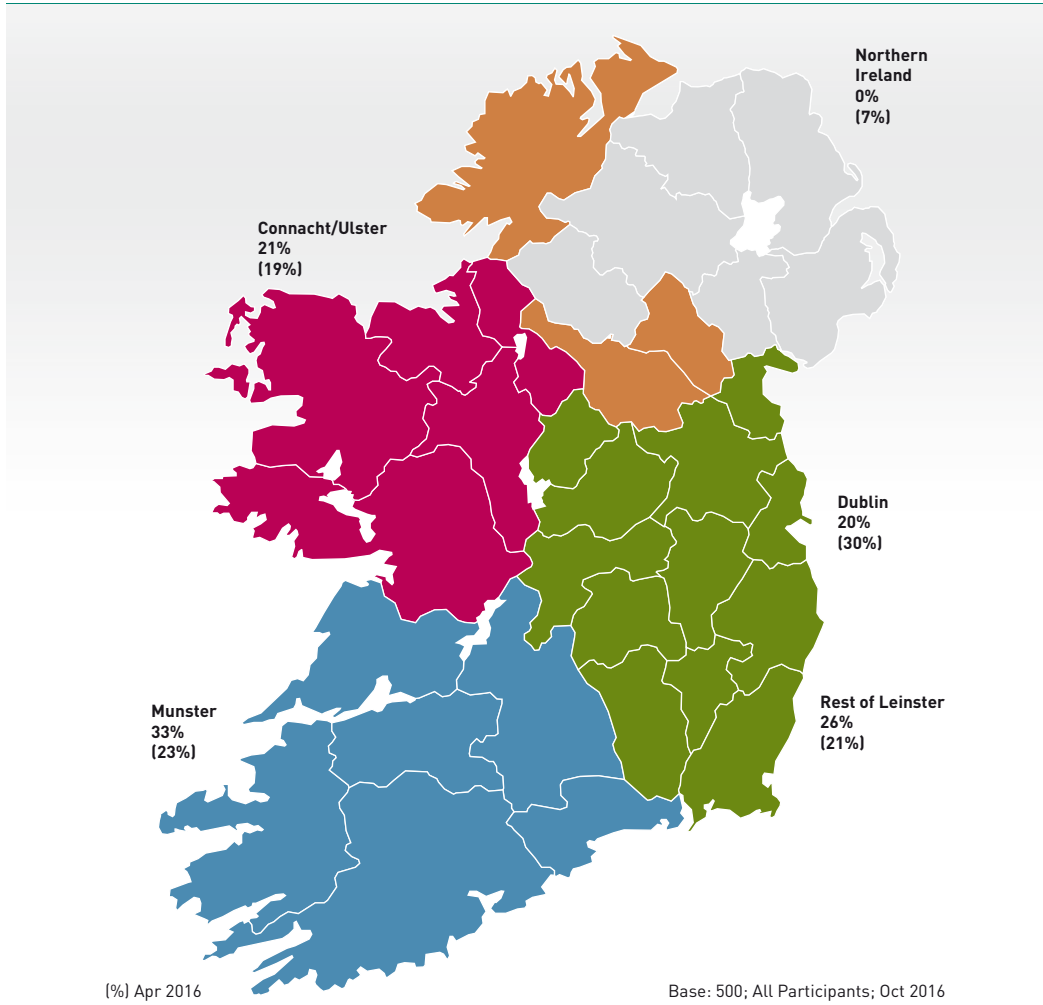 Northern
Ireland
0%
(7%)
Connacht/Ulster
21%
(19%)
Dublin
20%
(30%)
Rest of Leinster
26%
(21%)
Munster
33%
(23%)
(%) Apr 2016
Base: 500; All Participants; Oct 2016